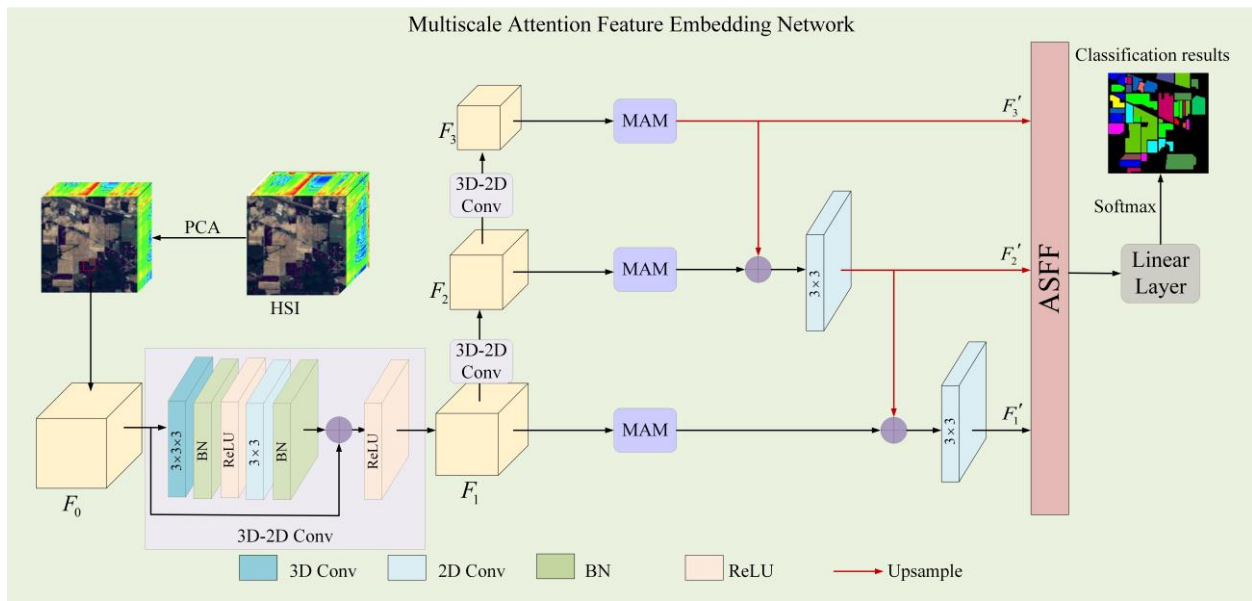 Multiscale Attention Feature Embedding Network
Classification results
F₃
MAM
F₃′
3D-2D
Conv
PCA
HSI
Softmax
F₂
MAM
3×3
F₂′
ASFF
Linear
Layer
3D-2D
Conv
F₀
3×3×3
BN
ReLU
3×3
BN
ReLU
3D-2D Conv
F₁
MAM
3×3
F₁′
3D Conv
2D Conv
BN
ReLU
Upsample